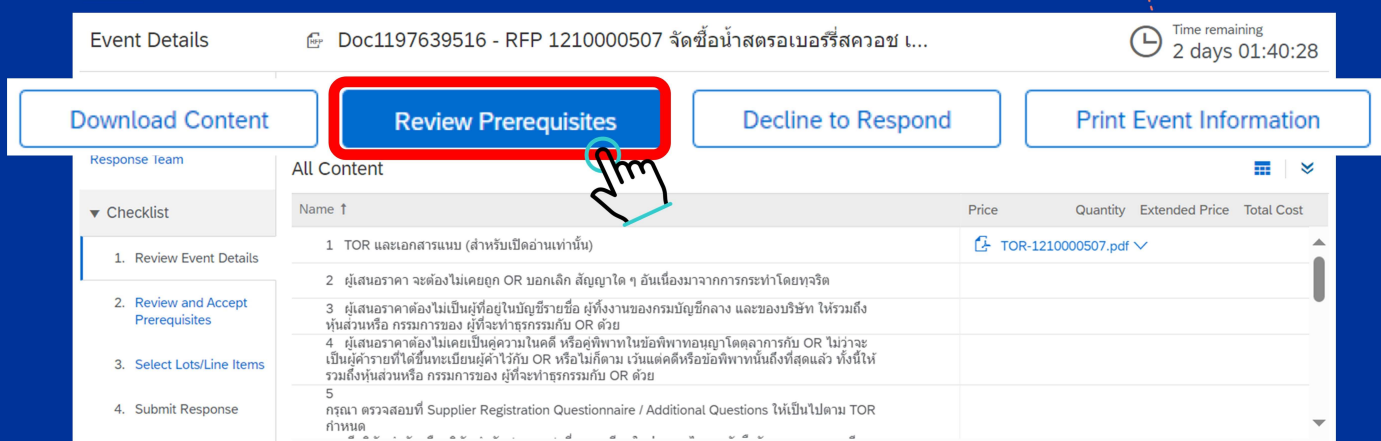 Event Details
Doc1197639516 - RFP 1210000507 จัดซื้อน้ำสตรอเบอร์รี่สควอช เ...
Time remaining
2 days 01:40:28
Download Content
Review Prerequisites
Decline to Respond
Print Event Information
Response Team
All Content
▼ Checklist
Name ↑
Price
Quantity
Extended Price
Total Cost
1. Review Event Details
2. Review and Accept
Prerequisites
3. Select Lots/Line Items
4. Submit Response
1 TOR และเอกสารแนบ (สำหรับเปิดอ่านเท่านั้น)
TOR-1210000507.pdf
2 ผู้เสนอราคา จะต้องไม่เคยถูก OR บอกเลิก สัญญาใด ๆ อันเนื่องมาจากการกระทำโดยทุจริต
3 ผู้เสนอราคาต้องไม่เป็นผู้ที่อยู่ในบัญชีรายชื่อ ผู้ทิ้งงานของกรมบัญชีกลาง และของบริษัท ให้รวมถึง
หุ้นส่วนหรือ กรรมการของ ผู้ที่จะทำธุรกรรมกับ OR ด้วย
4 ผู้เสนอราคาต้องไม่เคยเป็นคู่ความในคดี หรือคู่พิพาทในข้อพิพาทอนุญาโตตุลาการกับ OR ไม่ว่าจะ
เป็นผู้ค้ารายที่ได้ขึ้นทะเบียนผู้ค้าไว้กับ OR หรือไม่ก็ตาม เว้นแต่คดีหรือข้อพิพาทนั้นถึงที่สุดแล้ว ทั้งนี้ให้
รวมถึงหุ้นส่วนหรือ กรรมการของ ผู้ที่จะทำธุรกรรมกับ OR ด้วย
5
กรุณา ตรวจสอบที่ Supplier Registration Questionnaire / Additional Questions ให้เป็นไปตาม TOR
กำหนด